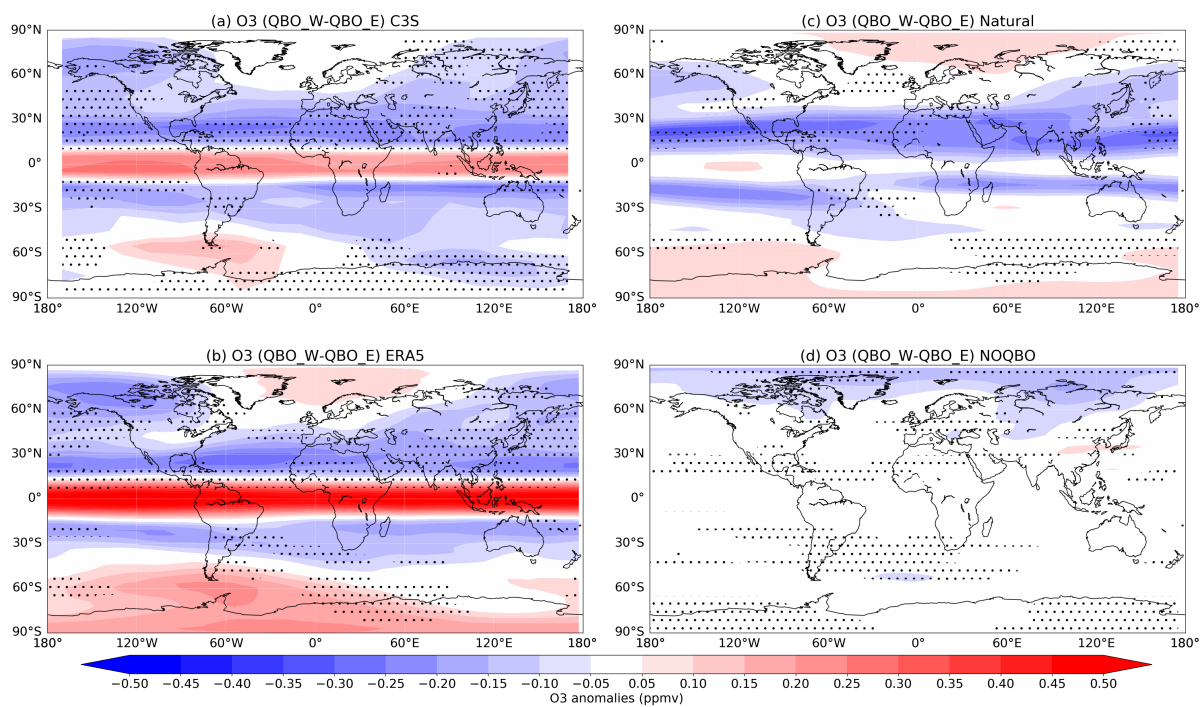 (a) O3 (QBO_W-QBO_E) C3S
90°N
60°N
30°N
0°
30°S
60°S
90°S
180° 120°W 60°W 0° 60°E 120°E 180°
(c) O3 (QBO_W-QBO_E) Natural
90°N
60°N
30°N
0°
30°S
60°S
90°S
180° 120°W 60°W 0° 60°E 120°E 180°
(b) O3 (QBO_W-QBO_E) ERA5
90°N
60°N
30°N
0°
30°S
60°S
90°S
180° 120°W 60°W 0° 60°E 120°E 180°
(d) O3 (QBO_W-QBO_E) NOQBO
90°N
60°N
30°N
0°
30°S
60°S
90°S
180° 120°W 60°W 0° 60°E 120°E 180°
−0.50 −0.45 −0.40 −0.35 −0.30 −0.25 −0.20 −0.15 −0.10 −0.05 0.05 0.10 0.15 0.20 0.25 0.30 0.35 0.40 0.45 0.50
O3 anomalies (ppmv)